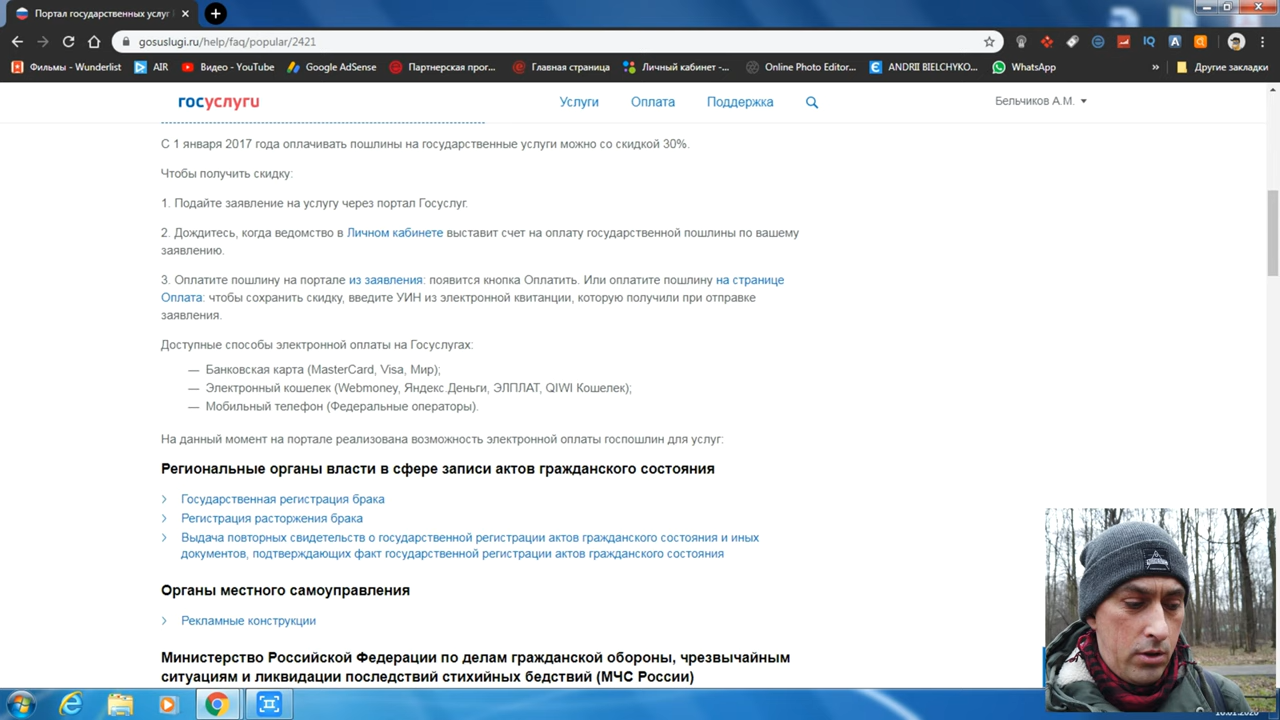 Портал государственных услуг
gosuslugi.ru/help/faq/popular/2421
Фильмы - Wunderlist
AIR
Видео - YouTube
Google AdSense
Партнерская прог...
Главная страница
Личный кабинет -...
Online Photo Editor...
ANDRII BIELCHYKO...
WhatsApp
»
Другие закладки
госуслуги
Услуги
Оплата
Поддержка
Бельчиков А.М.
С 1 января 2017 года оплачивать пошлины на государственные услуги можно со скидкой 30%.
Чтобы получить скидку:
1. Подайте заявление на услугу через портал Госуслуг.
2. Дождитесь, когда ведомство в Личном кабинете выставит счет на оплату государственной пошлины по вашему
заявлению.
3. Оплатите пошлину на портале из заявления: появится кнопка Оплатить. Или оплатите пошлину на странице
Оплата: чтобы сохранить скидку, введите УИН из электронной квитанции, которую получили при отправке
заявления.
Доступные способы электронной оплаты на Госуслугах:
— Банковская карта (MasterCard, Visa, Мир);
— Электронный кошелек (Webmoney, Яндекс.Деньги, ЭЛПЛАТ, QIWI Кошелек);
— Мобильный телефон (Федеральные операторы).
На данный момент на портале реализована возможность электронной оплаты госпошлин для услуг:
Региональные органы власти в сфере записи актов гражданского состояния
Государственная регистрация брака
Регистрация расторжения брака
Выдача повторных свидетельств о государственной регистрации актов гражданского состояния и иных
документов, подтверждающих факт государственной регистрации актов гражданского состояния
Органы местного самоуправления
Рекламные конструкции
Министерство Российской Федерации по делам гражданской обороны, чрезвычайным
ситуациям и ликвидации последствий стихийных бедствий (МЧС России)